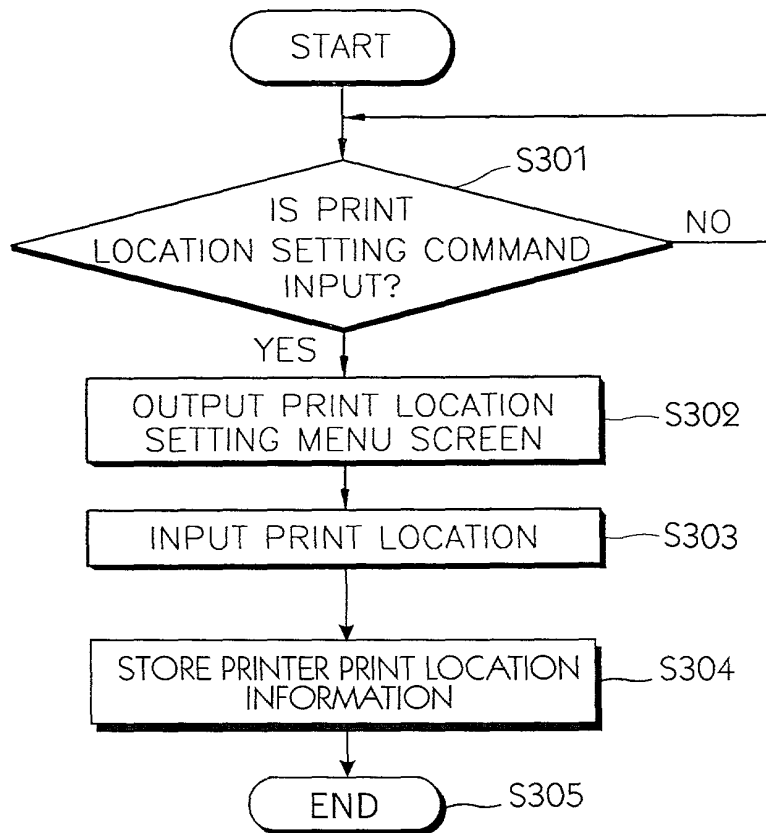 START
S301
IS PRINT
LOCATION SETTING COMMAND
INPUT?
NO
YES
OUTPUT PRINT LOCATION
SETTING MENU SCREEN
S302
INPUT PRINT LOCATION
S303
STORE PRINTER PRINT LOCATION
INFORMATION
S304
END
S305